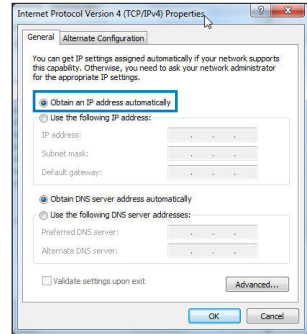 Internet Protocol Version 4 (TCP/IPv4) Properties
General
Alternate Configuration
You can get IP settings assigned automatically if your network supports
this capability. Otherwise, you need to ask your network administrator
for the appropriate IP settings.
Obtain an IP address automatically
Use the following IP address:
IP address:
Subnet mask:
Default gateway:
Obtain DNS server address automatically
Use the following DNS server addresses:
Preferred DNS server:
Alternate DNS server:
Validate settings upon exit
Advanced...
OK
Cancel